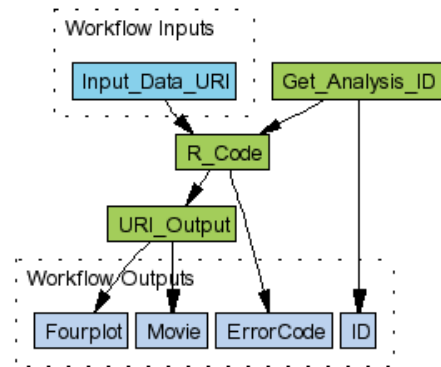 Workflow Inputs
Input_Data_URI
Get_Analysis_ID
R_Code
URI_Output
Workflow Outputs
Fourplot
Movie
ErrorCode
ID